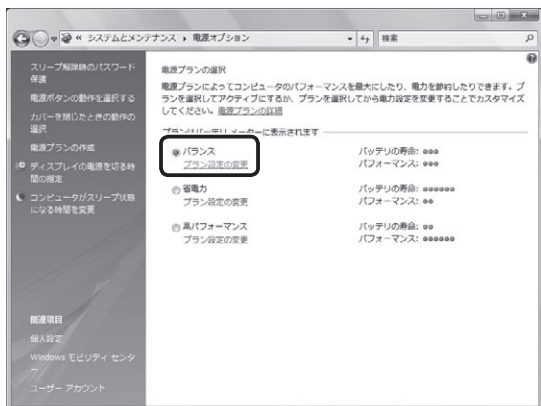 « システムとメンテナンス ▸ 電源オプション
検索
スリープ解除時のパスワード
保護
電源ボタンの動作を選択する
カバーを閉じたときの動作の
選択
電源プランの作成
ディスプレイの電源を切る時
間の指定
コンピュータがスリープ状態
になる時間を変更
関連項目
個人設定
Windows モビリティ センタ
ー
ユーザー アカウント
電源プランの選択
電源プランによってコンピュータのパフォーマンスを最大にしたり、電力を節約したりできます。プ
ランを選択してアクティブにするか、プランを選択してから電力設定を変更することでカスタマイズ
してください。電源プランの詳細
プランはバッテリ メーターに表示されます
バランス
バッテリの寿命:
プラン設定の変更
パフォーマンス:
省電力
バッテリの寿命:
プラン設定の変更
パフォーマンス:
高パフォーマンス
バッテリの寿命:
プラン設定の変更
パフォーマンス: